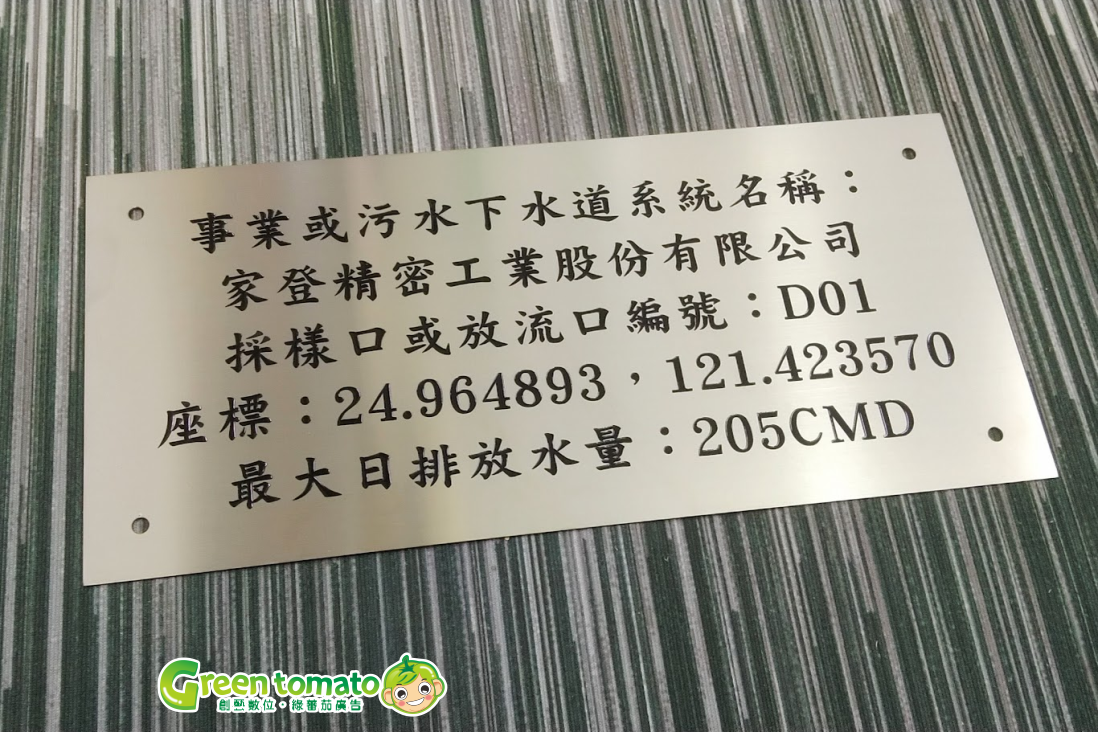 事業或污水下水道系統名稱：
家登精密工業股份有限公司
採樣口或放流口編號：D01
座標：24.964893，121.423570
最大日排放水量：205CMD
Green tomato
創藝數位。綠蕃茄廣告